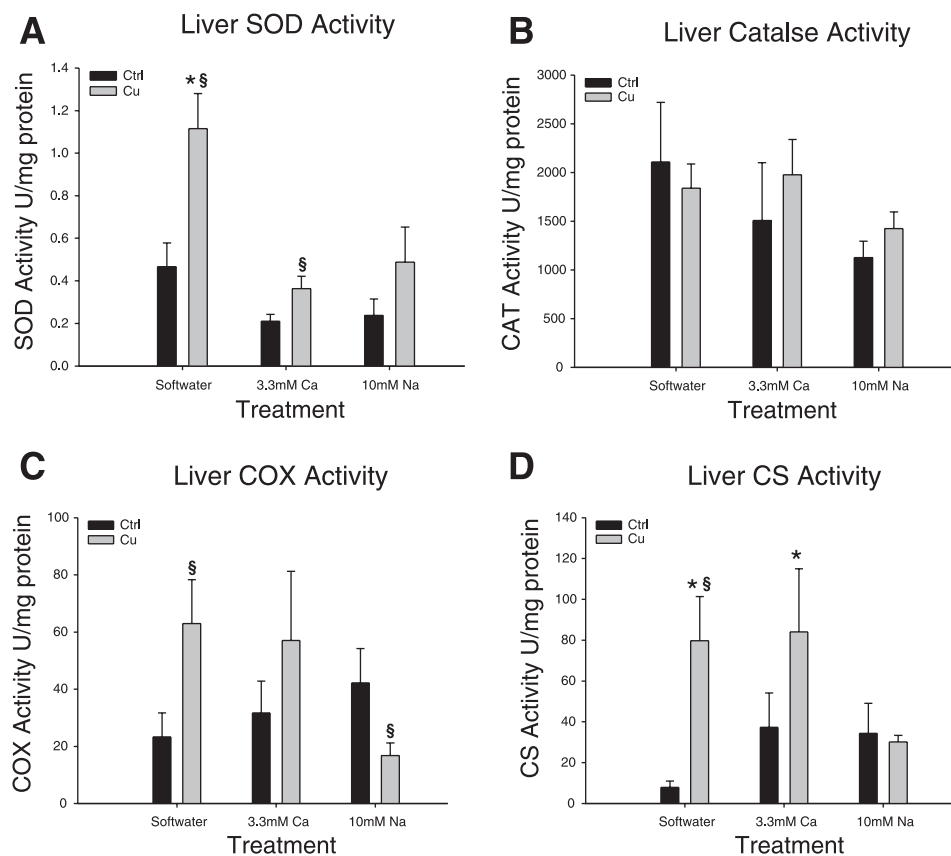 A
Liver SOD Activity
SOD Activity U/mg protein
1.4
1.2
1.0
0.8
0.6
0.4
0.2
0.0
Ctrl
Cu
* §
§
Softwater
3.3mM Ca
10mM Na
Treatment
B
Liver Catalse Activity
CAT Activity U/mg protein
3000
2500
2000
1500
1000
500
0
Ctrl
Cu
Softwater
3.3mM Ca
10mM Na
Treatment
C
Liver COX Activity
COX Activity U/mg protein
100
80
60
40
20
0
Ctrl
Cu
§
§
Softwater
3.3mM Ca
10mM Na
Treatment
D
Liver CS Activity
CS Activity U/mg protein
140
120
100
80
60
40
20
0
Ctrl
Cu
* §
*
Softwater
3.3mM Ca
10mM Na
Treatment